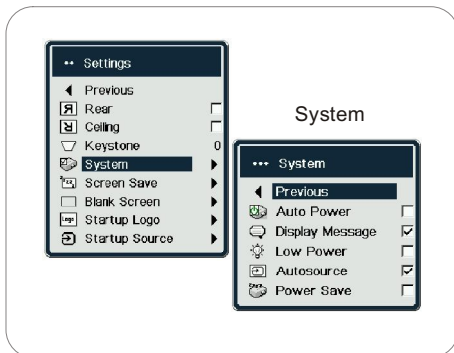 •• Settings
Previous
Rear
Ceiling
Keystone 0
System
Screen Save
Blank Screen
Logo Startup Logo
Startup Source
System
••• System
Previous
Auto Power
Display Message
Low Power
Autosource
Power Save